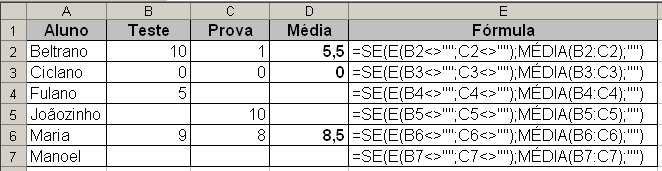 A B C D E
1 Aluno Teste Prova Média Fórmula
2 Beltrano 10 1 5,5 =SE(E(B2<>"";C2<>"");MÉDIA(B2:C2);"")
3 Ciclano 0 0 0 =SE(E(B3<>"";C3<>"");MÉDIA(B3:C3);"")
4 Fulano 5 =SE(E(B4<>"";C4<>"");MÉDIA(B4:C4);"")
5 Joãozinho 10 =SE(E(B5<>"";C5<>"");MÉDIA(B5:C5);"")
6 Maria 9 8 8,5 =SE(E(B6<>"";C6<>"");MÉDIA(B6:C6);"")
7 Manoel =SE(E(B7<>"";C7<>"");MÉDIA(B7:C7);"")